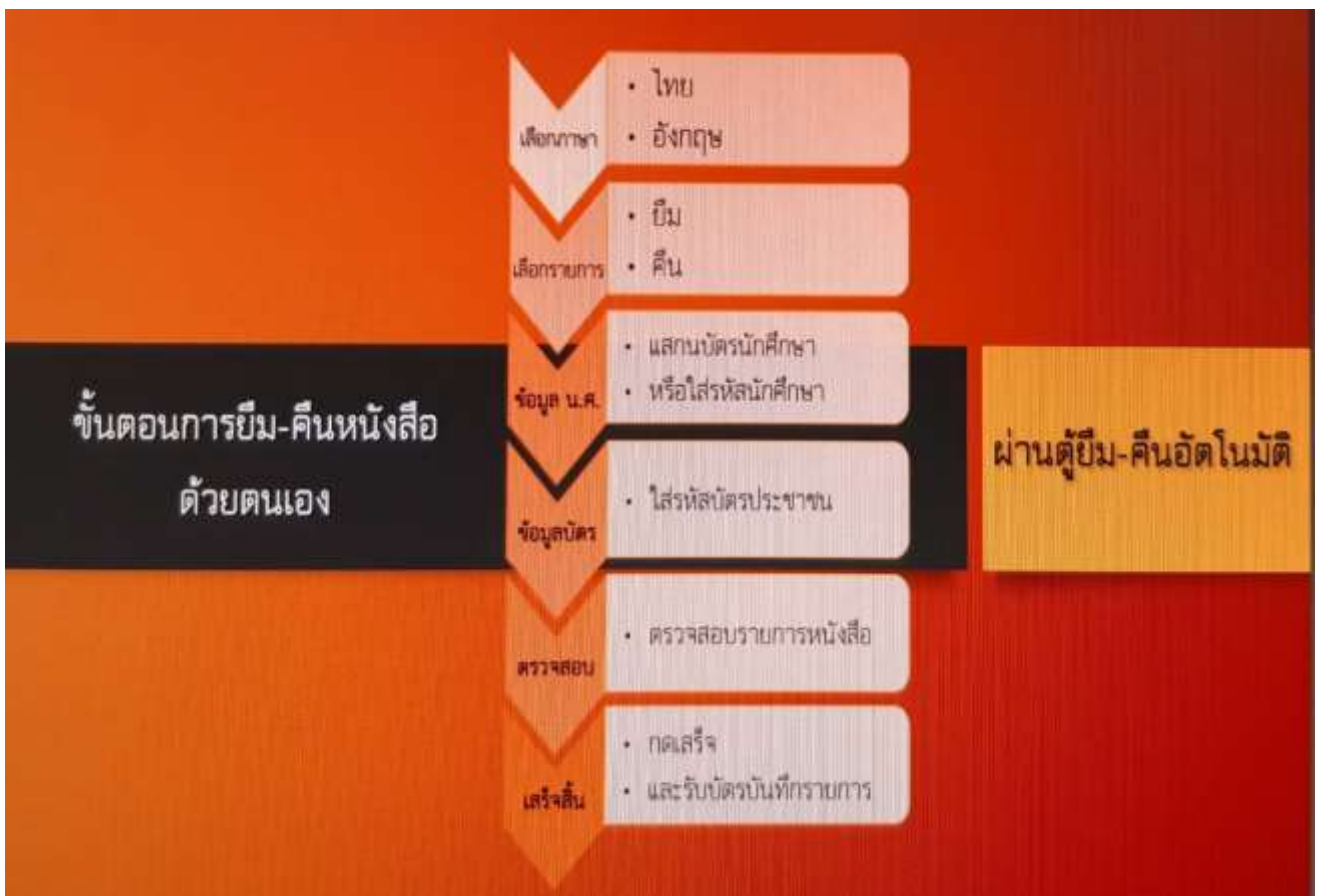 ขั้นตอนการยืม-คืนหนังสือ
ด้วยตนเอง
เลือกภาษา
• ไทย
• อังกฤษ
เลือกรายการ
• ยืม
• คืน
ข้อมูล น.ศ.
• แสกนบัตรนักศึกษา
• หรือใส่รหัสนักศึกษา
ข้อมูลบัตร
• ใส่รหัสบัตรประชาชน
ตรวจสอบ
• ตรวจสอบรายการหนังสือ
เสร็จสิ้น
• กดเสร็จ
• และรับบัตรบันทึกรายการ
ผ่านตู้ยืม-คืนอัตโนมัติ